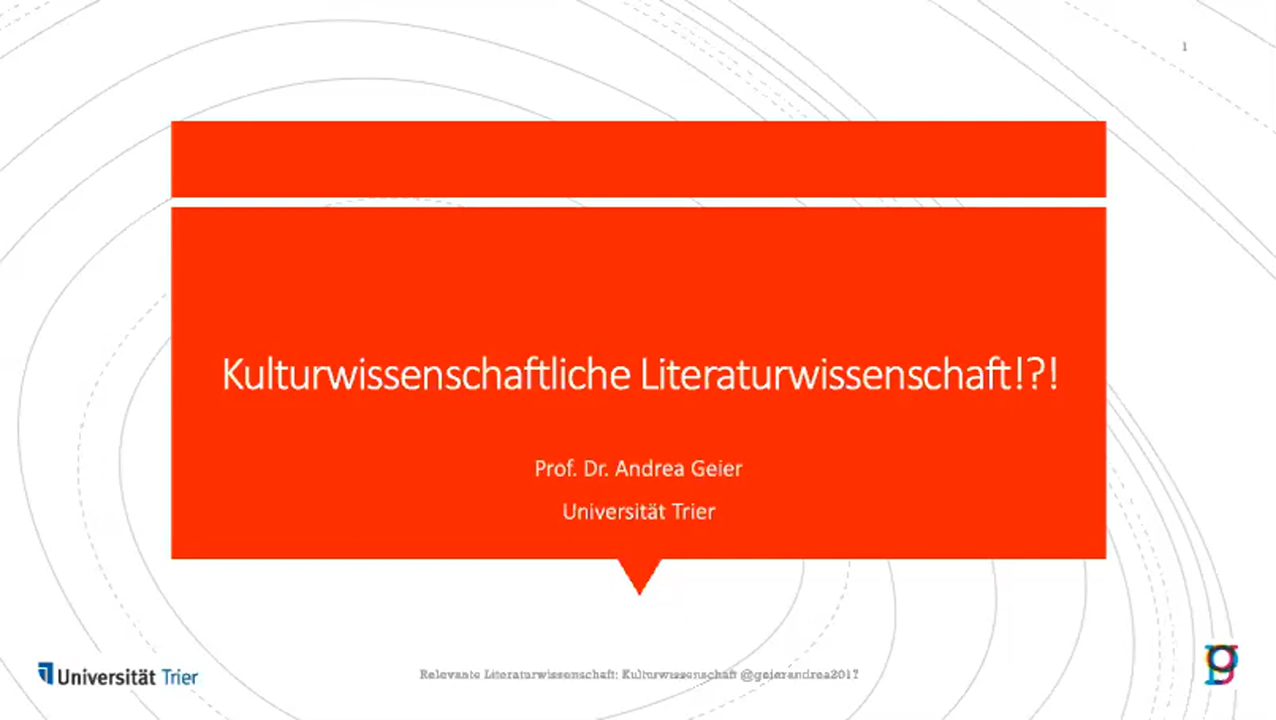 1
Kulturwissenschaftliche Literaturwissenschaft!?!
Prof. Dr. Andrea Geier
Universität Trier
Universität Trier
Relevante Literaturwissenschaft: Kulturwissenschaft @geierandrea2017